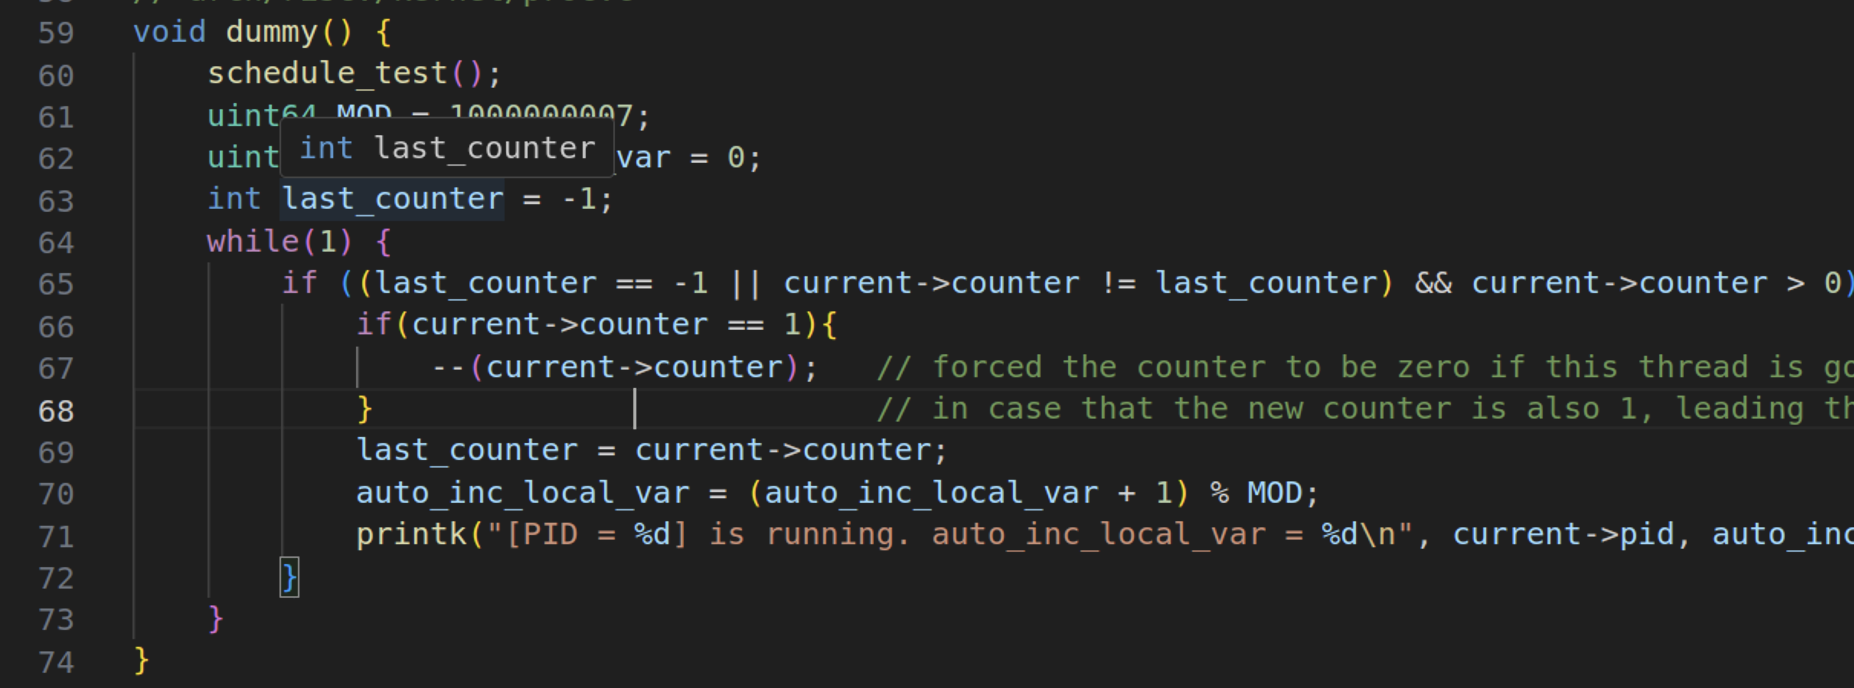 59 void dummy() {
60 schedule_test();
61 uint64 MOD = 1000000007;
int last_counter
62 uint var = 0;
63 int last_counter = -1;
64 while(1) {
65 if ((last_counter == -1 || current->counter != last_counter) && current->counter > 0)
66 if(current->counter == 1){
67 --(current->counter); // forced the counter to be zero if this thread is go
68 } // in case that the new counter is also 1, leading th
69 last_counter = current->counter;
70 auto_inc_local_var = (auto_inc_local_var + 1) % MOD;
71 printk("[PID = %d] is running. auto_inc_local_var = %d\n", current->pid, auto_inc
72 }
73 }
74 }